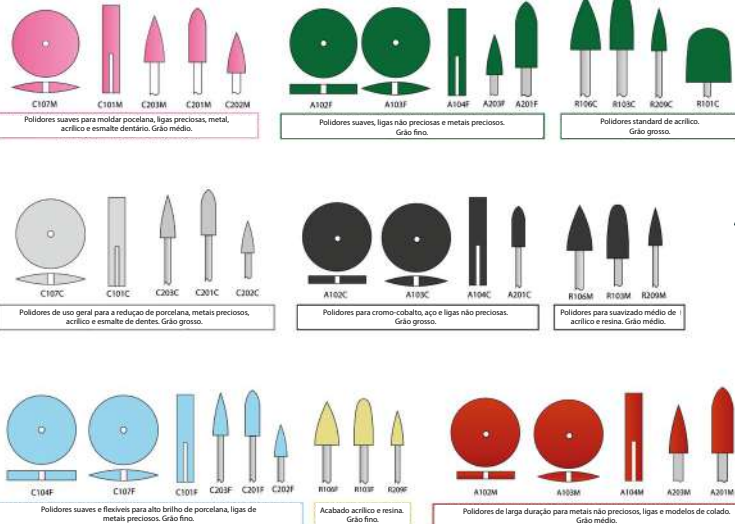 C107M C101M C203M C201M C202M
Polidores suaves para moldar pocelana, ligas preciosas, metal,
acrílico e esmalte dentário. Grão médio.
A102F A103F A104F A203F A201F
Polidores suaves, ligas não preciosas e metais preciosos.
Grão fino.
R106C R103C R209C R101C
Polidores standard de acrílico.
Grão grosso.
C107C C101C C203C C201C C202C
Polidores de uso geral para a reduçao de porcelana, metais preciosos,
acrílico e esmalte de dentes. Grão grosso.
A102C A103C A104C A201C
Polidores para cromo-cobalto, aço e ligas não preciosas.
Grão grosso.
R106M R103M R209M
Polidores para suavizado médio de
acrílico e resina. Grão médio.
C104F C107F C101F C203F C201F C202F
Polidores suaves e flexíveis para alto brilho de porcelana, ligas de
metais preciosos. Grão fino.
R106F R103F R209F
Acabado acrílico e resina.
Grão fino.
A102M A103M A104M A203M A201M
Polidores de larga duração para metais não preciosos, ligas e modelos de colado.
Grão médio.